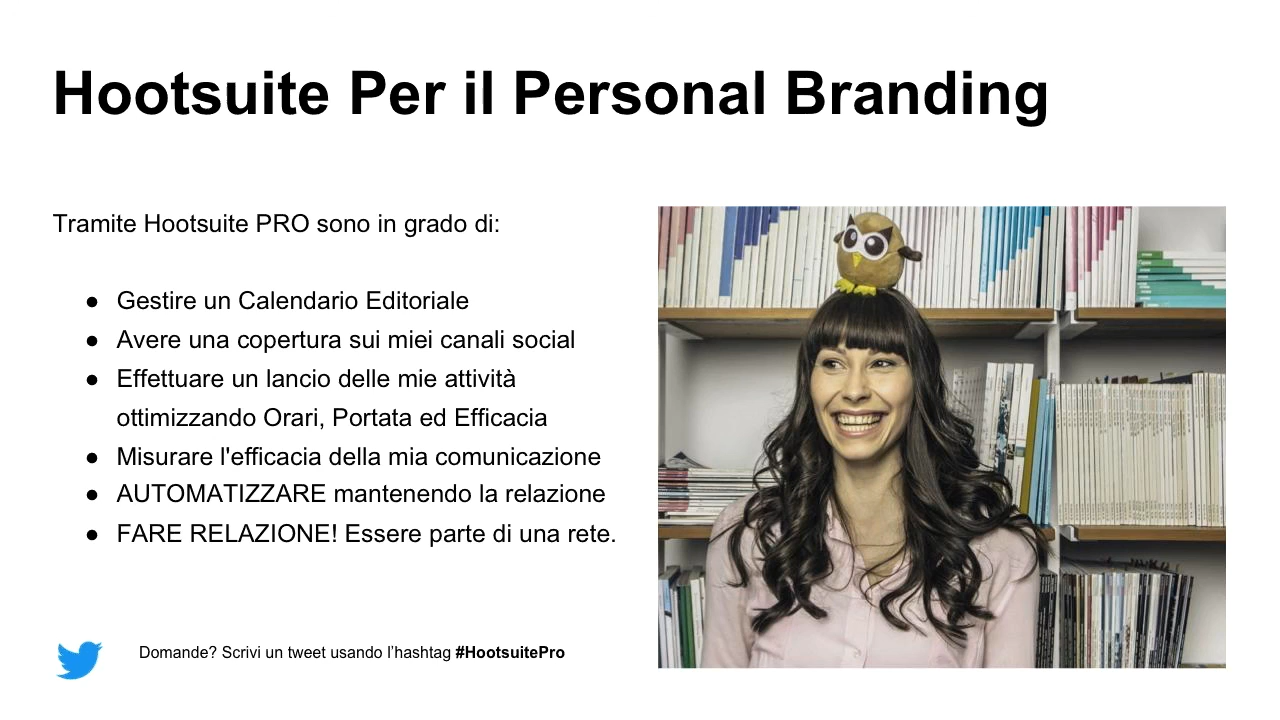 Hootsuite Per il Personal Branding
Tramite Hootsuite PRO sono in grado di:
● Gestire un Calendario Editoriale
● Avere una copertura sui miei canali social
● Effettuare un lancio delle mie attività
ottimizzando Orari, Portata ed Efficacia
● Misurare l'efficacia della mia comunicazione
● AUTOMATIZZARE mantenendo la relazione
● FARE RELAZIONE! Essere parte di una rete.
Domande? Scrivi un tweet usando l’hashtag #HootsuitePro